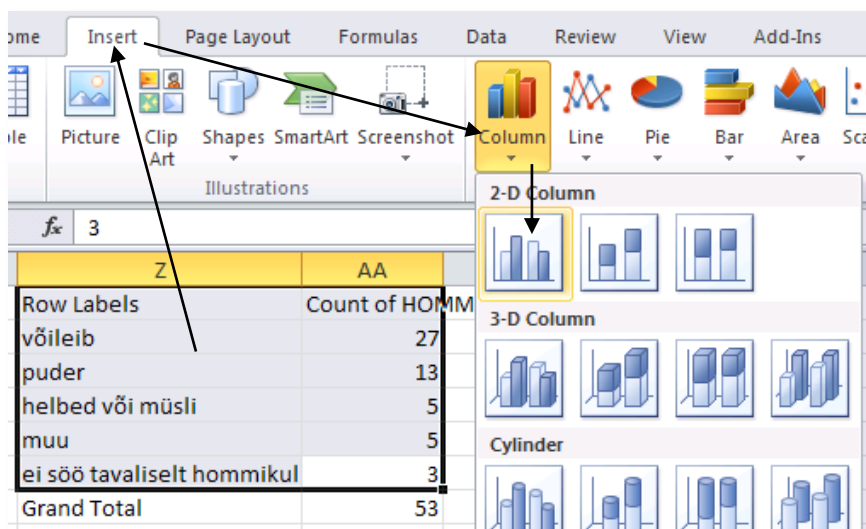 ome Insert Page Layout Formulas Data Review View Add-Ins
ole Picture Clip Art Shapes SmartArt Screenshot Column Line Pie Bar Area Sca
Illustrations
2-D Column
fx 3
Z AA
Row Labels Count of HOMM
võileib 27
puder 13
helbed või müsli 5
muu 5
ei söö tavaliselt hommikul 3
Grand Total 53
3-D Column
Cylinder